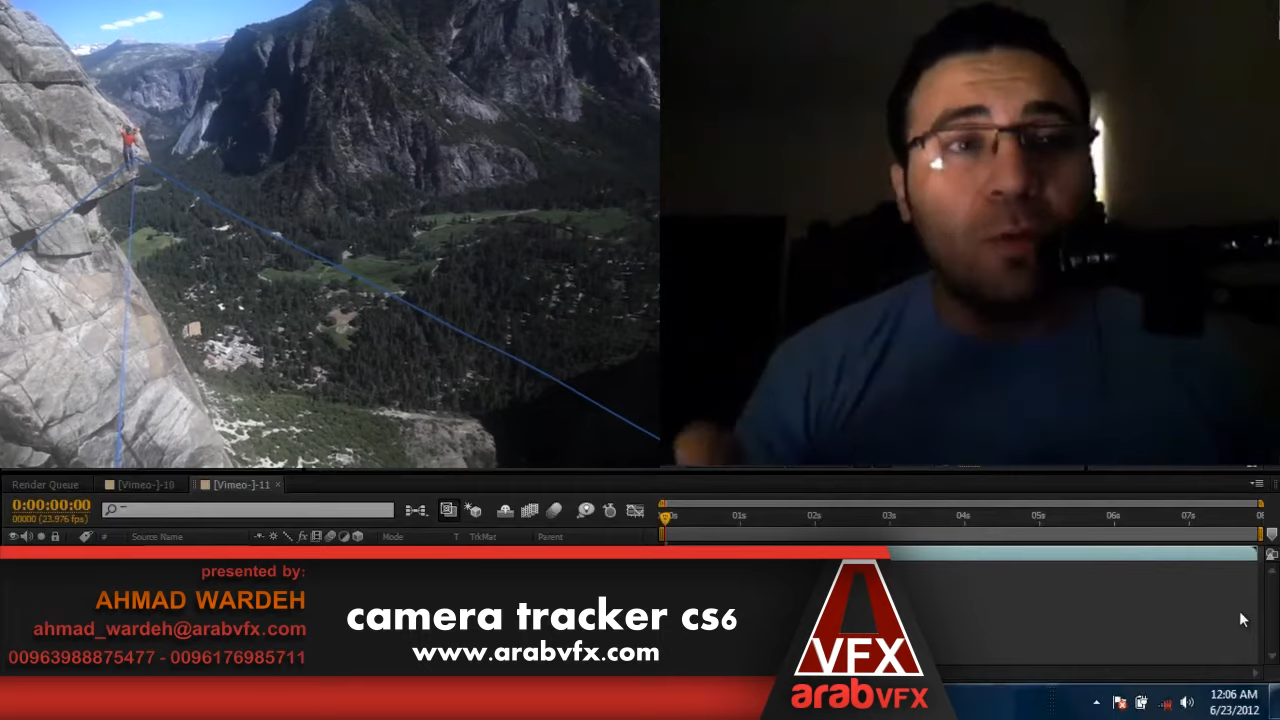 Render Queue
[Vimeo-]-10
[Vimeo-]-11
0:00:00:00
00000 (23.976 fps)
01s
02s
03s
04s
05s
06s
07s
#
Source Name
fx
Mode
T
TrkMat
Parent
presented by:
AHMAD WARDEH
ahmad_wardeh@arabvfx.com
00963988875477 - 0096176985711
camera tracker cs6
www.arabvfx.com
VFX
arabVFX
12:06 AM
6/23/2012